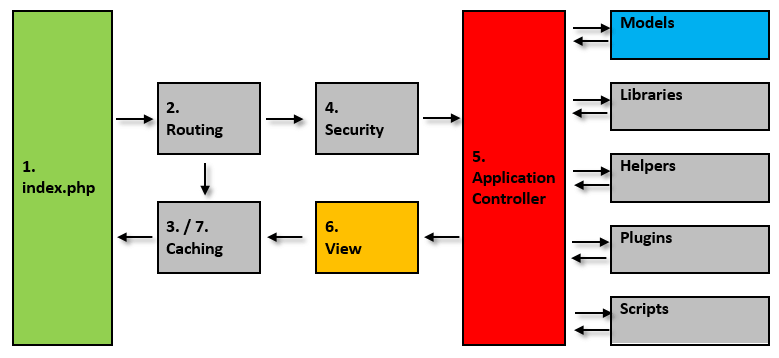 1.
index.php
2.
Routing
3. / 7.
Caching
4.
Security
6.
View
5.
Application
Controller
Models
Libraries
Helpers
Plugins
Scripts